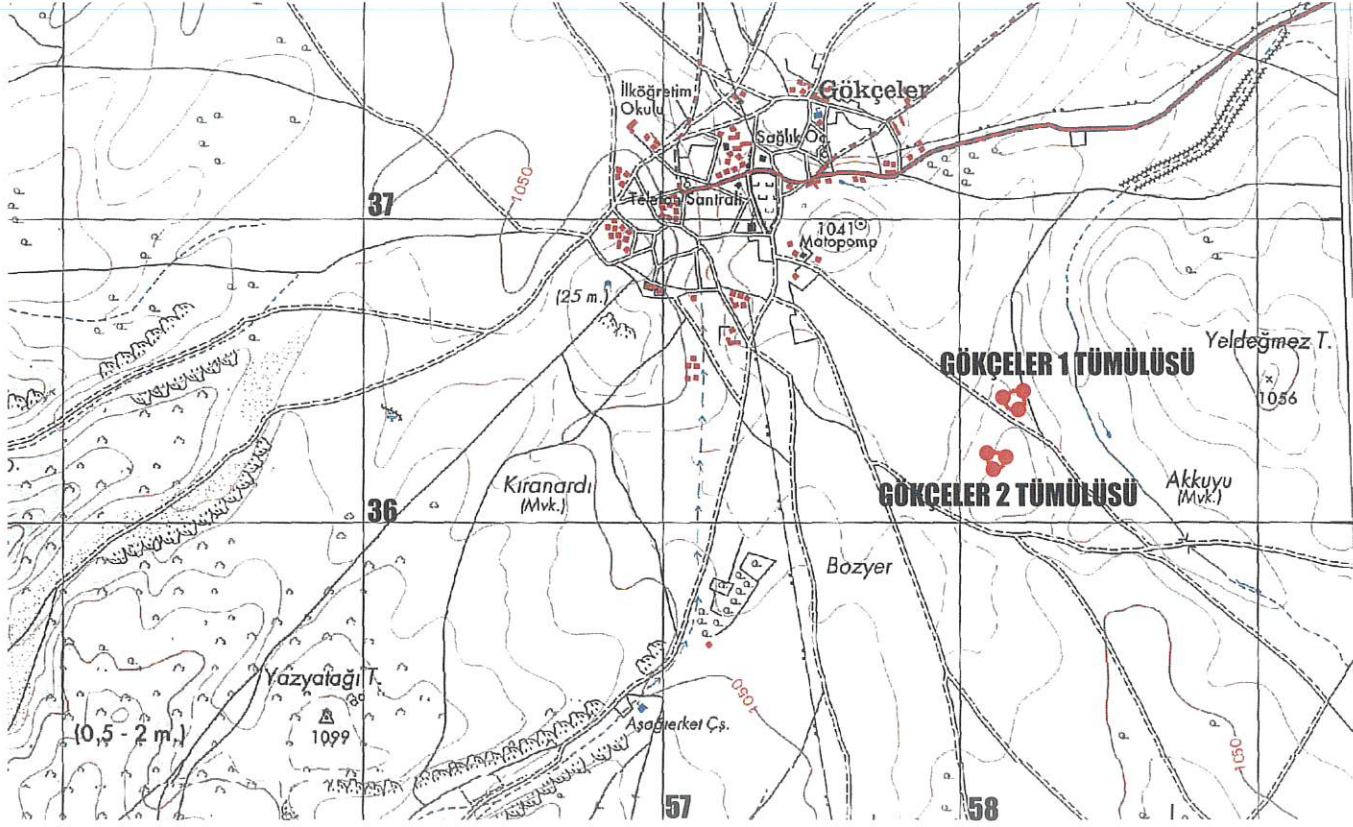 İlköğretim
Okulu
Gökçeler
Sağlık Oc.
1050
37
Telefon Santrali
1041
Motopomp
(25 m.)
Yeldeğmez T.
GÖKÇELER 1 TÜMÜLÜSÜ
1056
Kıranardı
(Mvk.)
GÖKÇELER 2 TÜMÜLÜSÜ
Akkuyu
(Mvk.)
36
Bozyer
Yazyalağı T.
(0,5 - 2 m.)
1099
1050
Aşağıerket Çş.
1050
57
58